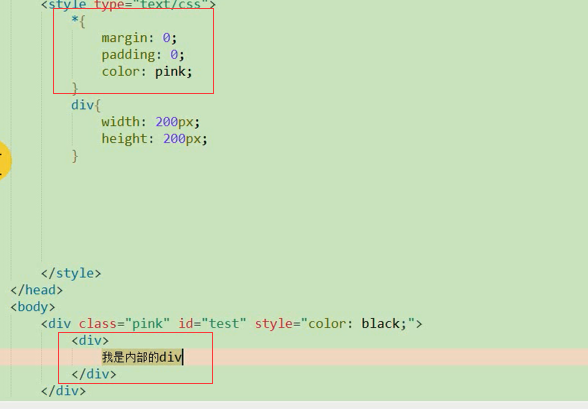 <style type="text/css">
*{
margin: 0;
padding: 0;
color: pink;
}
div{
width: 200px;
height: 200px;
}
</style>
</head>
<body>
<div class="pink" id="test" style="color: black;">
<div>
我是内部的div
</div>
</div>